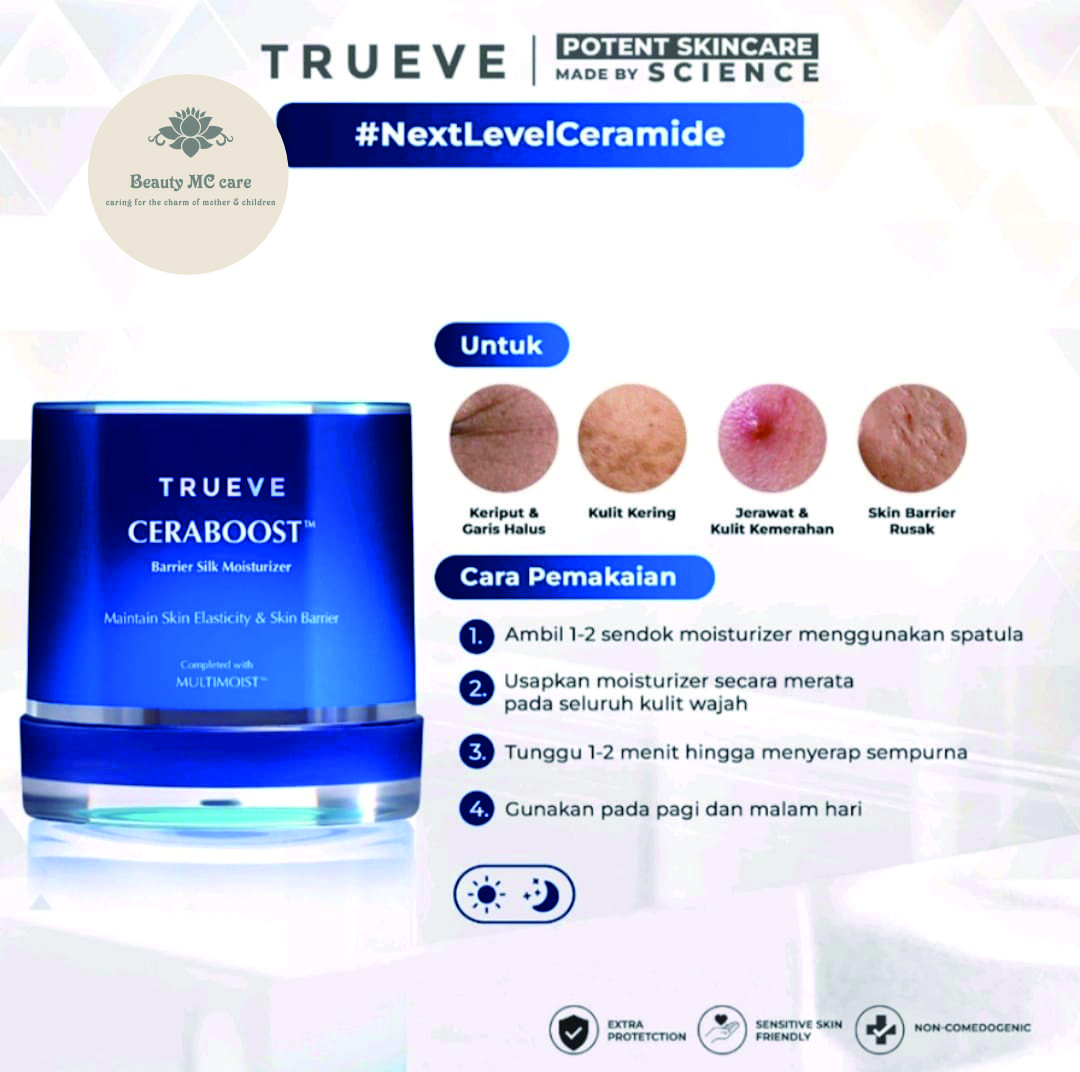 TRUEVE
POTENT SKINCARE
MADE BY SCIENCE
#NextLevelCeramide
Beauty MC care
caring for the charm of mother & children
Untuk
Keriput &
Garis Halus
Kulit Kering
Jerawat &
Kulit Kemerahan
Skin Barrier
Rusak
TRUEVE
CERABOOST™
Barrier Silk Moisturizer
Maintain Skin Elasticity & Skin Barrier
Completed with
MULTIMOIST™
Cara Pemakaian
1. Ambil 1-2 sendok moisturizer menggunakan spatula
2. Usapkan moisturizer secara merata
pada seluruh kulit wajah
3. Tunggu 1-2 menit hingga menyerap sempurna
4. Gunakan pada pagi dan malam hari
EXTRA
PROTETCTION
SENSITIVE SKIN
FRIENDLY
NON-COMEDOGENIC